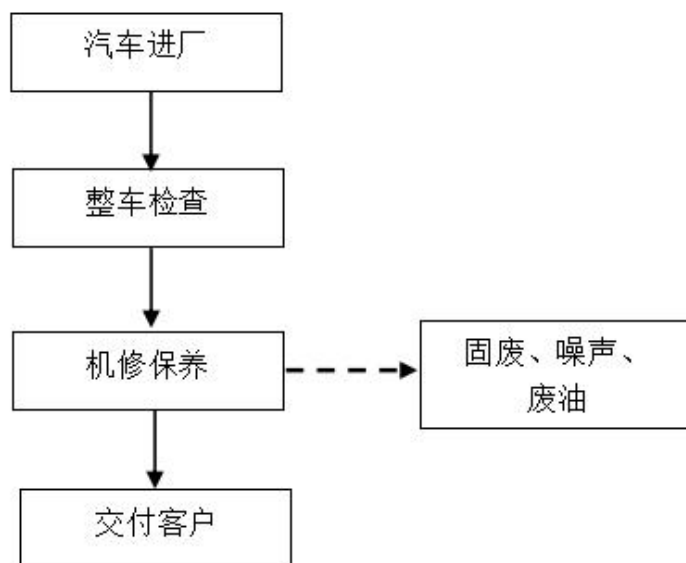 汽车进厂
整车检查
机修保养
固废、噪声、
废油
交付客户